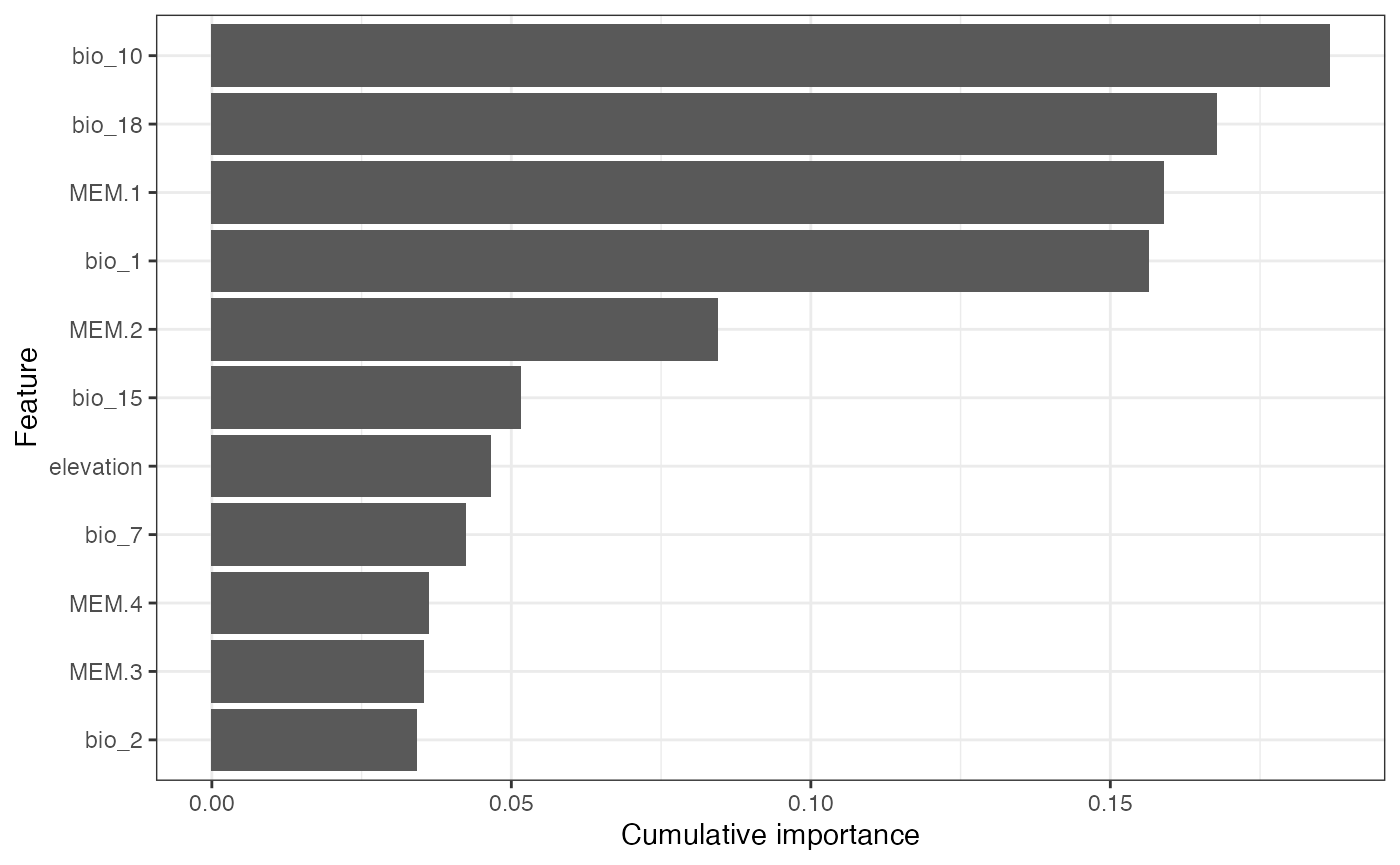 bio_10
bio_18
MEM.1
bio_1
MEM.2
bio_15
elevation
bio_7
MEM.4
MEM.3
bio_2
Feature
0.00 0.05 0.10 0.15
Cumulative importance